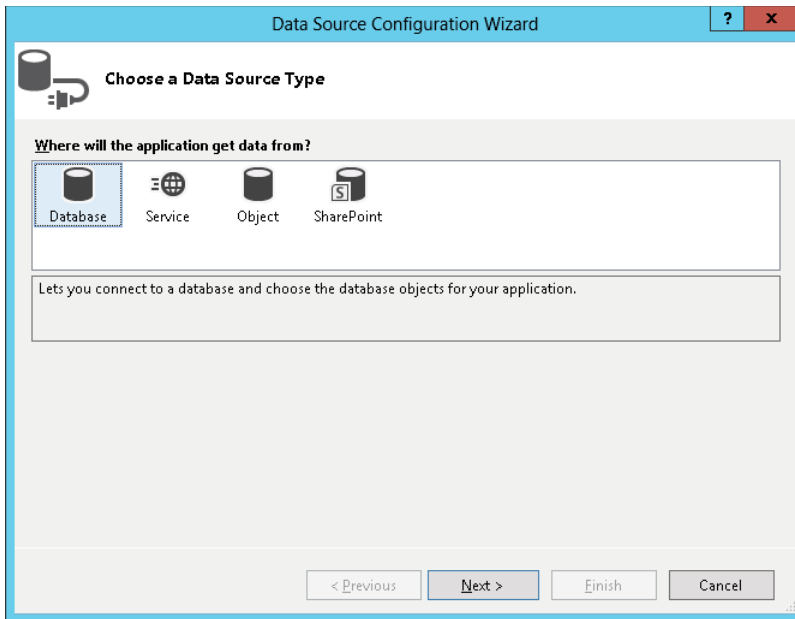 Data Source Configuration Wizard
?
x
Choose a Data Source Type
Where will the application get data from?
Database Service Object SharePoint
S
Lets you connect to a database and choose the database objects for your application.
< Previous Next > Finish Cancel